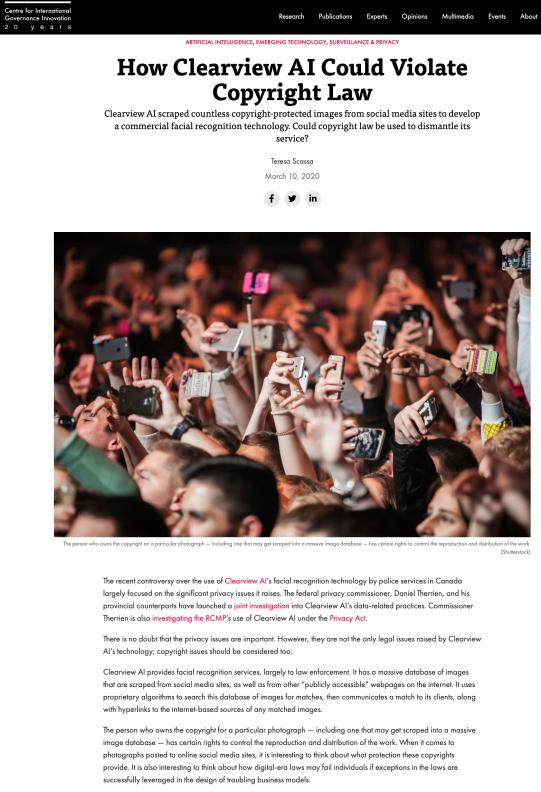 Centre for International
Governance Innovation
20 years
Research Publications Experts Opinions Multimedia Events About
ARTIFICIAL INTELLIGENCE, EMERGING TECHNOLOGY, SURVEILLANCE & PRIVACY
How Clearview AI Could Violate
Copyright Law
Clearview AI scraped countless copyright-protected images from social media sites to develop
a commercial facial recognition technology. Could copyright law be used to dismantle its
service?
Teresa Scassa
March 10, 2020
The person who owns the copyright on a particular photograph — including one that may get scraped into a massive image database — has certain rights to control the reproduction and distribution of the work.
(Shutterstock)
The recent controversy over the use of Clearview AI's facial recognition technology by police services in Canada
largely focused on the significant privacy issues it raises. The federal privacy commissioner, Daniel Therrien, and his
provincial counterparts have launched a joint investigation into Clearview AI's data-related practices. Commissioner
Therrien is also investigating the RCMP's use of Clearview AI under the Privacy Act.
There is no doubt that the privacy issues are important. However, they are not the only legal issues raised by Clearview
AI's technology; copyright issues should be considered too.
Clearview AI provides facial recognition services, largely to law enforcement. It has a massive database of images
that are scraped from social media sites, as well as from other "publicly accessible" webpages on the internet. It uses
proprietary algorithms to search this database of images for matches, then communicates a match to its clients, along
with hyperlinks to the internet-based sources of any matched images.
The person who owns the copyright for a particular photograph — including one that may get scraped into a massive
image database — has certain rights to control the reproduction and distribution of the work. When it comes to
photographs posted to online social media sites, it is interesting to think about what protection these copyrights
provide. It is also interesting to think about how digital-era laws may fail individuals if exceptions in the laws are
successfully leveraged in the design of troubling business models.